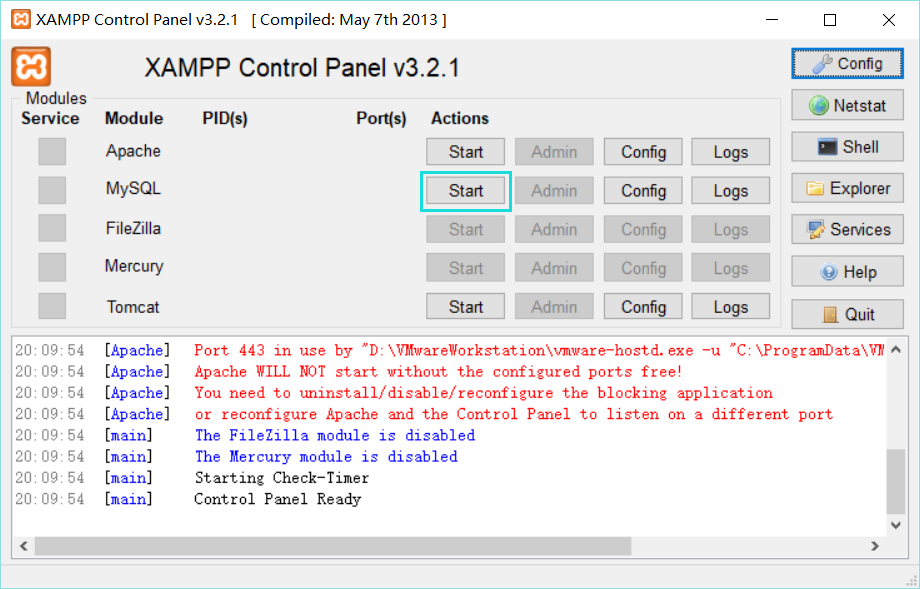 XAMPP Control Panel v3.2.1 [ Compiled: May 7th 2013 ]
XAMPP Control Panel v3.2.1
Config
Netstat
Shell
Explorer
Services
Help
Quit
Modules
Service Module PID(s) Port(s) Actions
Apache Start Admin Config Logs
MySQL Start Admin Config Logs
FileZilla Start Admin Config Logs
Mercury Start Admin Config Logs
Tomcat Start Admin Config Logs
20:09:54 [Apache] Port 443 in use by "D:\VMwareWorkstation\vmware-hostd.exe -u "C:\ProgramData\VM
20:09:54 [Apache] Apache WILL NOT start without the configured ports free!
20:09:54 [Apache] You need to uninstall/disable/reconfigure the blocking application
20:09:54 [Apache] or reconfigure Apache and the Control Panel to listen on a different port
20:09:54 [main] The FileZilla module is disabled
20:09:54 [main] The Mercury module is disabled
20:09:54 [main] Starting Check-Timer
20:09:54 [main] Control Panel Ready